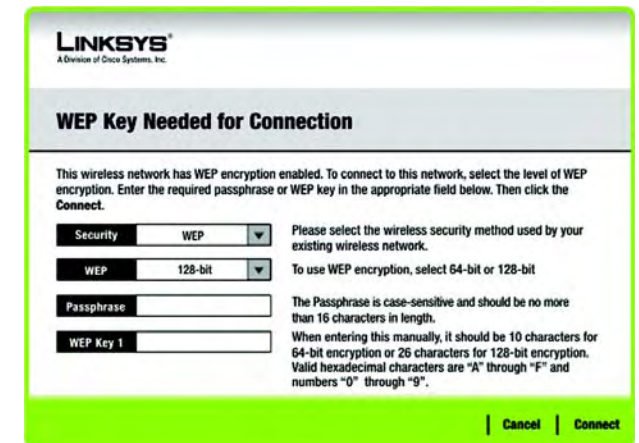 LINKSYS®
A Division of Cisco Systems, Inc.
WEP Key Needed for Connection
This wireless network has WEP encryption enabled. To connect to this network, select the level of WEP
encryption. Enter the required passphrase or WEP key in the appropriate field below. Then click the
Connect.
Security WEP
Please select the wireless security method used by your
existing wireless network.
WEP 128-bit
To use WEP encryption, select 64-bit or 128-bit
Passphrase
The Passphrase is case-sensitive and should be no more
than 16 characters in length.
WEP Key 1
When entering this manually, it should be 10 characters for
64-bit encryption or 26 characters for 128-bit encryption.
Valid hexadecimal characters are "A" through "F" and
numbers "0" through "9".
Cancel Connect